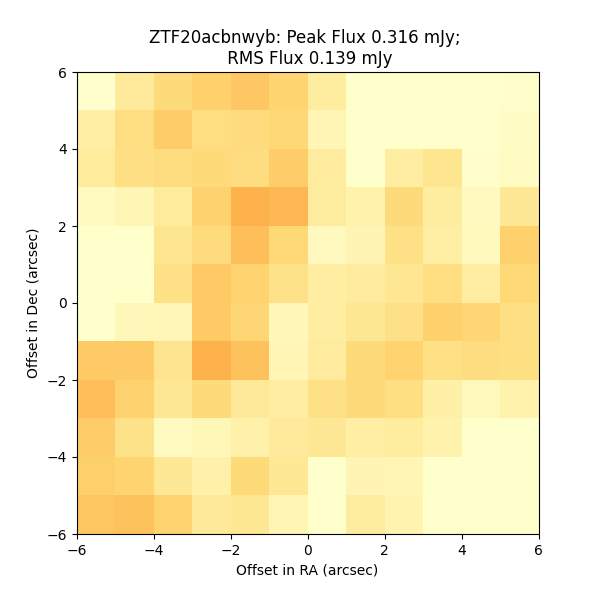 ZTF20acbnwyb: Peak Flux 0.316 mJy;
RMS Flux 0.139 mJy
6
4
2
0
−2
−4
−6
Offset in Dec (arcsec)
−6 −4 −2 0 2 4 6
Offset in RA (arcsec)